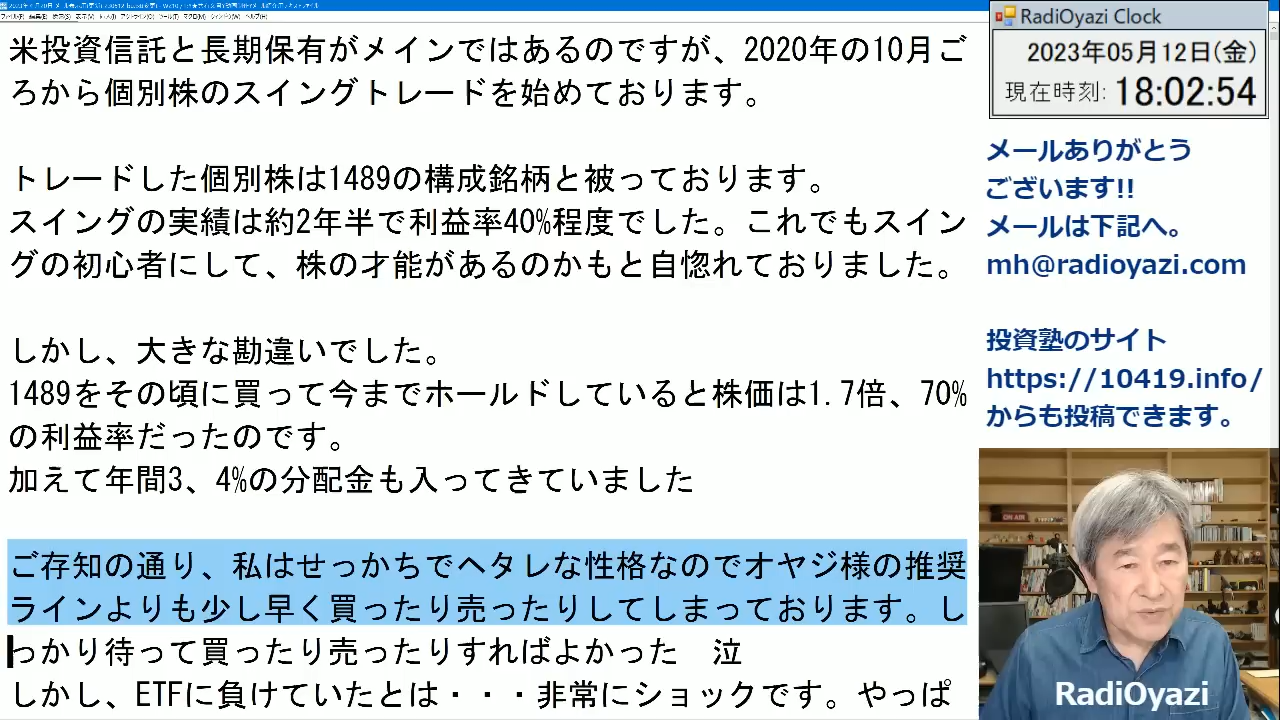 米投資信託と長期保有がメインではあるのですが、2020年の10月ご
ろから個別株のスイングトレードを始めております。
トレードした個別株は1489の構成銘柄と被っております。
スイングの実績は約2年半で利益率40%程度でした。これでもスイン
グの初心者にして、株の才能があるのかもと自惚れておりました。
しかし、大きな勘違いでした。
1489をその頃に買って今までホールドしていると株価は1.7倍、70%
の利益率だったのです。
加えて年間3、4%の分配金も入ってきていました
ご存知の通り、私はせっかちでヘタレな性格なのでオヤジ様の推奨
ラインよりも少し早く買ったり売ったりしてしまっております。し
っかり待って買ったり売ったりすればよかった　泣
しかし、ETFに負けていたとは・・・非常にショックです。やっぱ
RadiOyazi Clock
2023年05月12日(金)
現在時刻: 18:02:54
メールありがとう
ございます!!
メールは下記へ。
mh@radioyazi.com
投資塾のサイト
https://10419.info/
からも投稿できます。
ON AIR
RadiOyazi